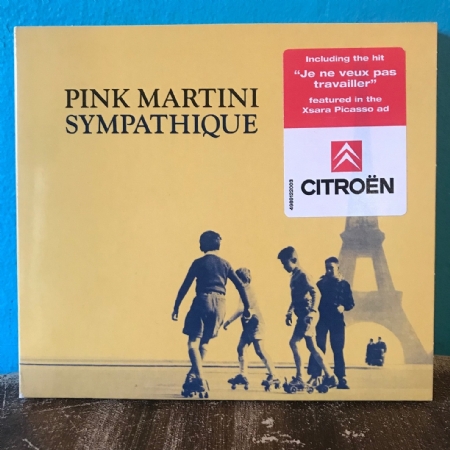 PINK MARTINI
SYMPATHIQUE
Including the hit
"Je ne veux pas
travailler"
featured in the
Xsara Picasso ad
CITROËN